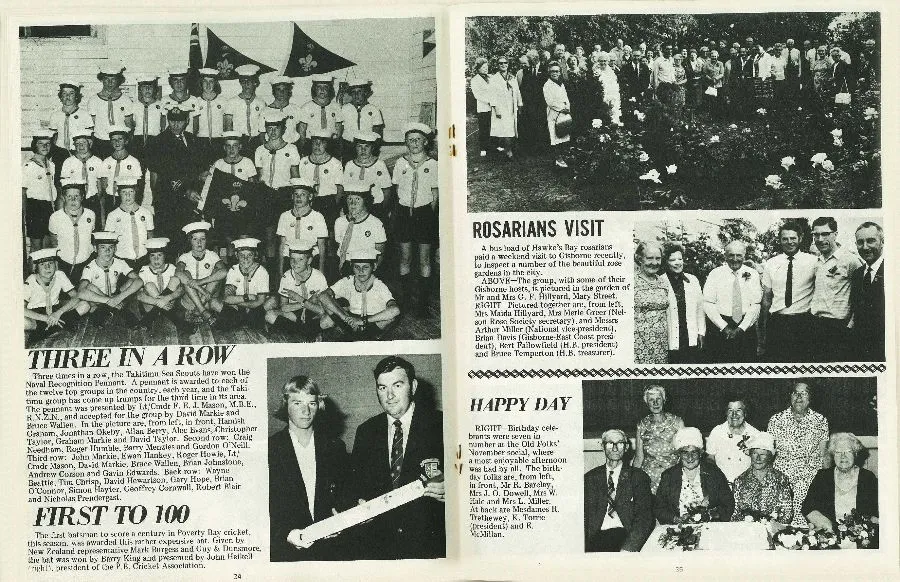 THREE IN A ROW
Three times in a row, the Takitimu Sea Scouts have won the
Naval Recognition Pennant. A pennant is awarded to each of
the twelve top groups in the country, each year, and the Taki-
timu group has come up trumps for the third time in its area.
The pennant was presented by Lt/Cmdr F. E. J. Mason, M.B.E.,
R.N.Z.N., and accepted for the group by David Markie and
Bruce Wallen. In the picture are, from left, in front, Hamish
Graham, Jonathan Okeby, Allan Berry, Alec Evans, Christopher
Taylor, Graham Markie and David Taylor. Second row: Craig
Needham, Roger Humble, Barry Menzies and Gordon O'Neill.
Third row: John Markie, Ewan Hankey, Roger Howie, Lt/
Cmdr Mason, David Markie, Bruce Wallen, Brian Johnstone,
Andrew Corson and Gavin Edwards. Back row: Wayne
Beattie, Tim Chrisp, David Hewardson, Gary Hope, Brian
O'Connor, Simon Hayter, Geoffrey Cornwall, Robert Blair
and Nicholas Prendergast.
FIRST TO 100
The first batsman to score a century in Poverty Bay cricket,
this season, was awarded this rather expensive bat. Given by
New Zealand representative Mark Burgess and Guy & Dunsmore,
the bat was won by Barry King and presented by John Heikell
(right), president of the P.B. Cricket Association.
24
ROSARIANS VISIT
A bus load of Hawke's Bay rosarians
paid a weekend visit to Gisborne recently,
to inspect a number of the beautiful rose
gardens in the city.
ABOVE—The group, with some of their
Gisborne hosts, is pictured in the garden of
Mr and Mrs G. F. Hillyard, Mary Street.
RIGHT Pictured together are, from left,
Mrs Maida Hillyard, Mrs Merle Greer (Nel-
son Rose Society secretary), and Messrs
Arthur Miller (National vice-president),
Brian Davis (Gisborne-East Coast presi-
dent), Bert Fallowfield (H.B. president)
and Bruce Temperton (H.B. treasurer).
HAPPY DAY
RIGHT - Birthday cele-
brants were seven in
number at the Old Folks'
November social, where
a most enjoyable afternoon
was had by all. The birth-
day folks are, from left,
in front, Mr R. Barclay,
Mrs J. O. Dowell, Mrs W.
Hale and Mrs L. Miller.
At back are Mesdames H.
Trethewey, K. Torrie
(president) and R.
McMillan.